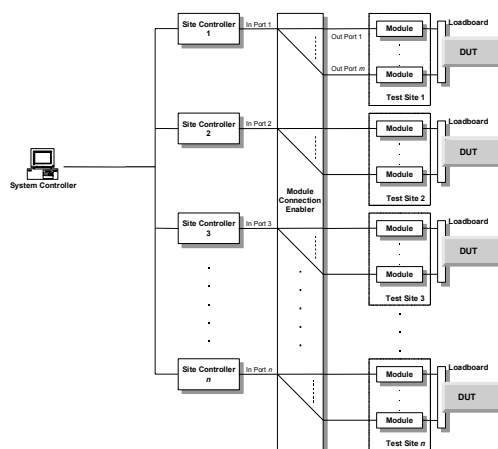 Site Controller
1
In Port 1
Out Port 1
Out Port m
Module
Module
Test Site 1
Loadboard
DUT
Site Controller
2
In Port 2
Module
Module
Test Site 2
Loadboard
DUT
System Controller
Module
Connection
Enabler
Site Controller
3
In Port 3
Module
Module
Test Site 3
Loadboard
DUT
Site Controller
n
In Port n
Module
Module
Test Site n
Loadboard
DUT